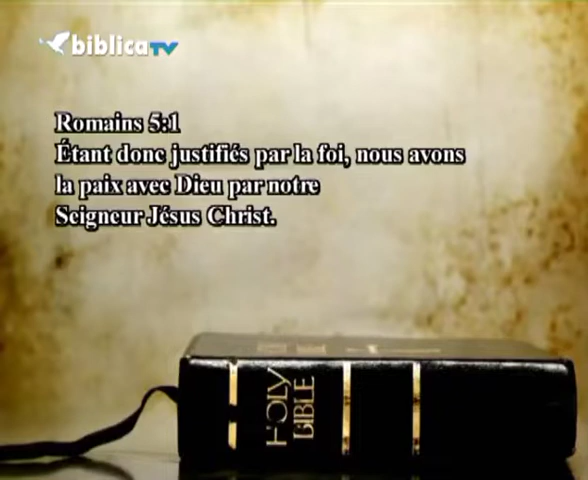 biblicaTV
Romains 5:1
Étant donc justifiés par la foi, nous avons
la paix avec Dieu par notre
Seigneur Jésus Christ.
HOLY
BIBLE